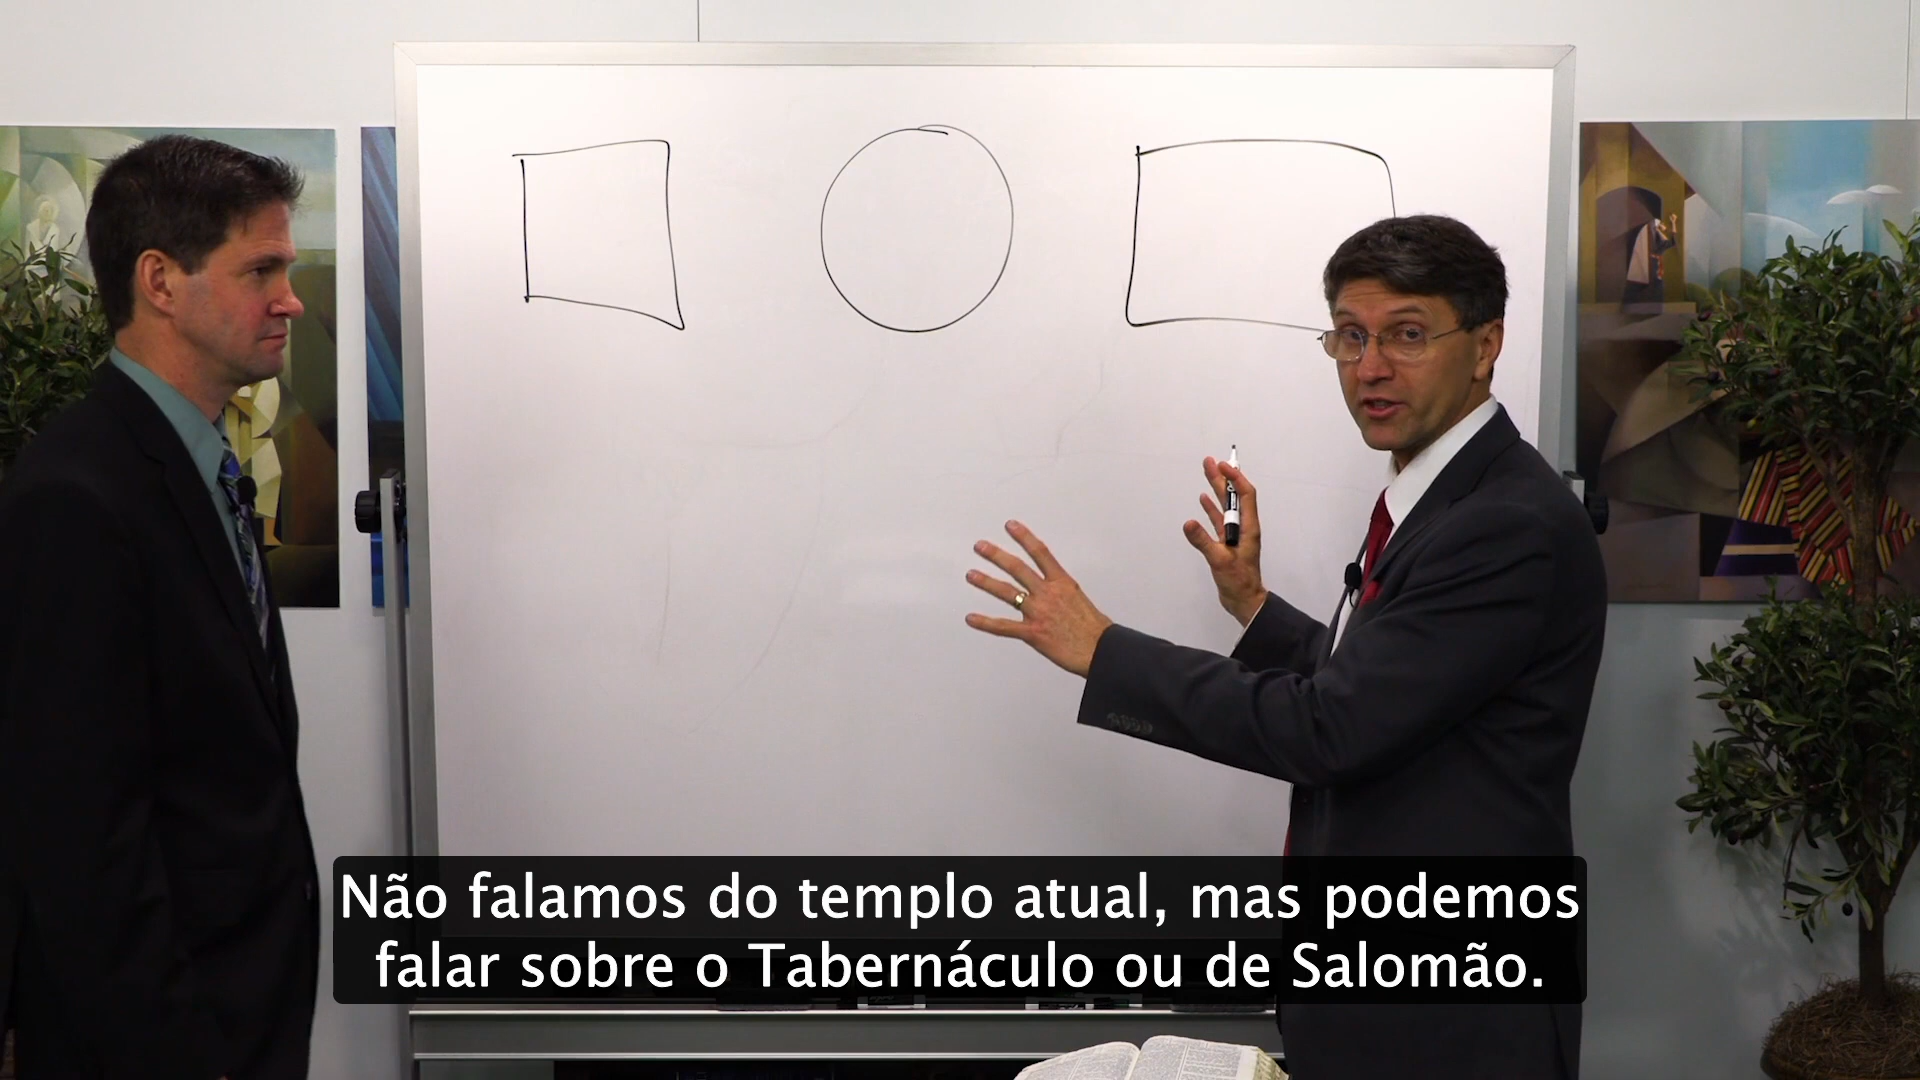 Não falamos do templo atual, mas podemos
falar sobre o Tabernáculo ou de Salomão.